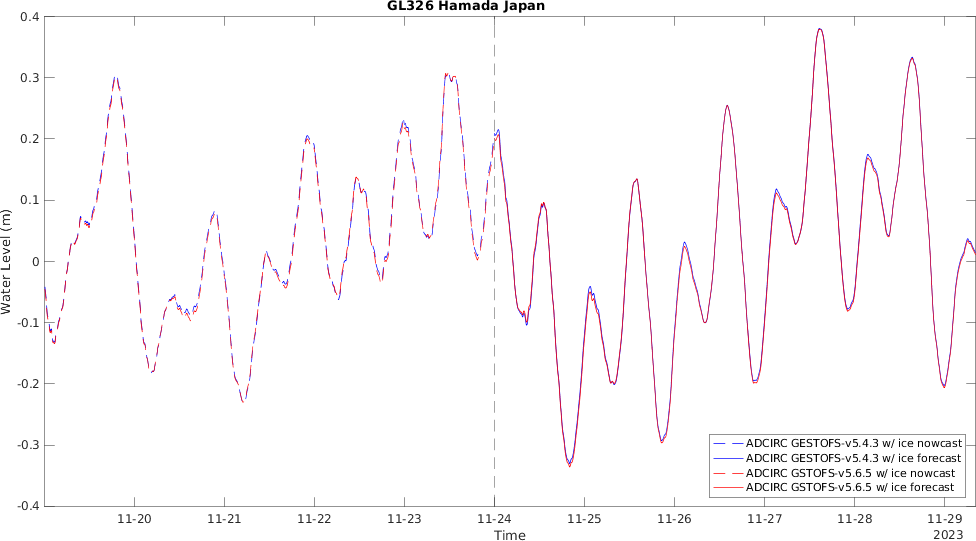 GL326 Hamada Japan
0.4
0.3
0.2
0.1
0
-0.1
-0.2
-0.3
-0.4
Water Level (m)
ADCIRC GESTOFS-v5.4.3 w/ ice nowcast
ADCIRC GESTOFS-v5.4.3 w/ ice forecast
ADCIRC GSTOFS-v5.6.5 w/ ice nowcast
ADCIRC GSTOFS-v5.6.5 w/ ice forecast
11-20 11-21 11-22 11-23 11-24 11-25 11-26 11-27 11-28 11-29
Time 2023